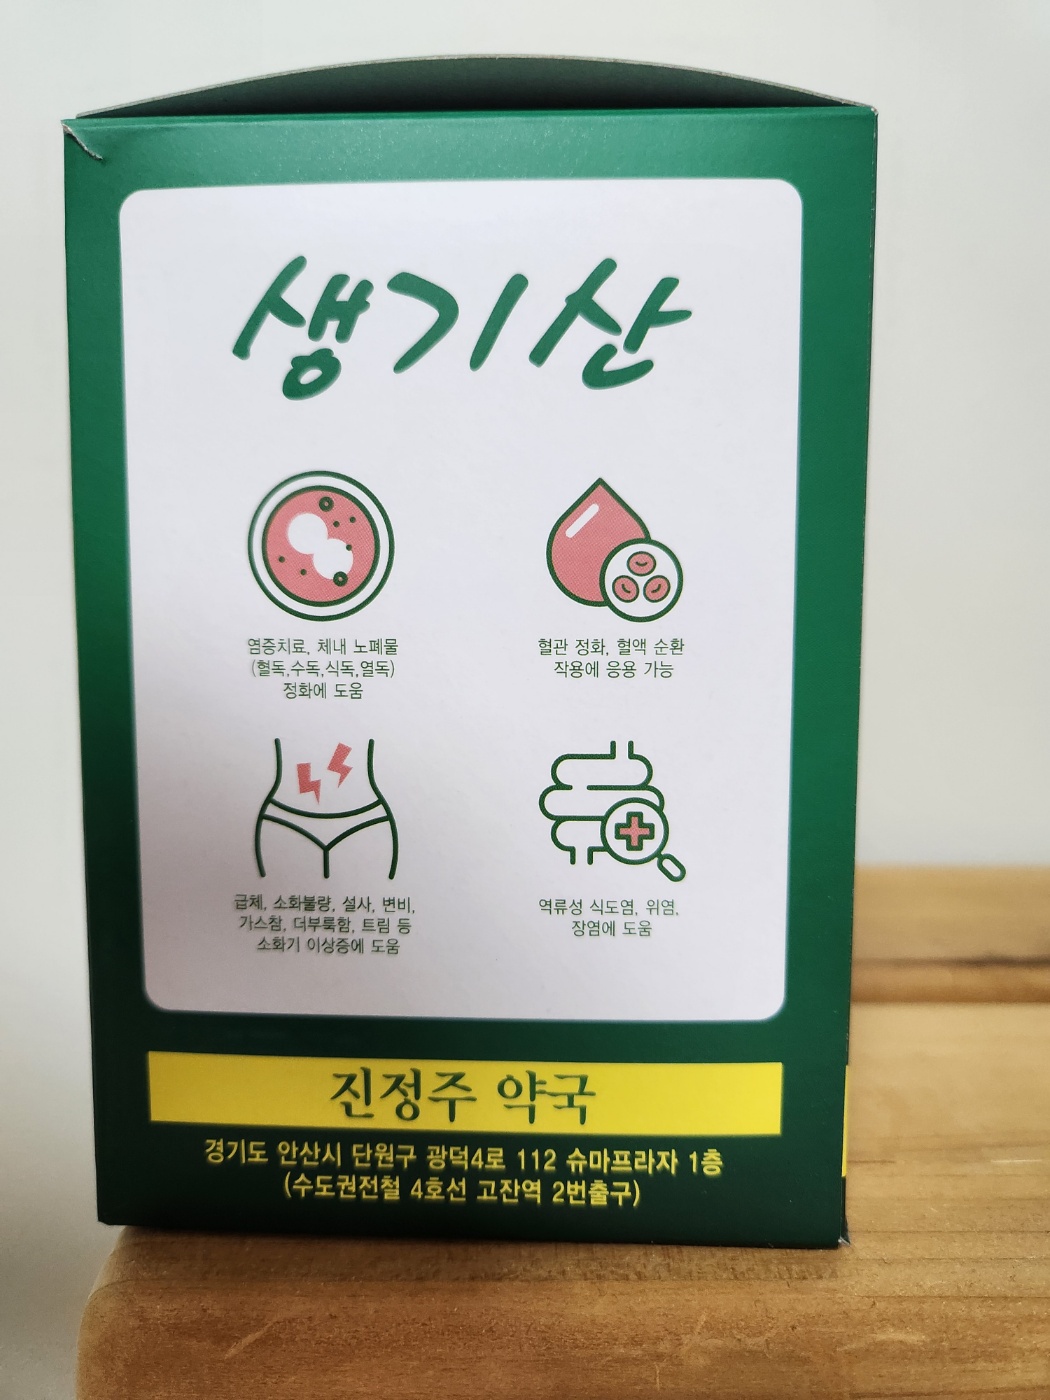 생기산
염증치료, 체내 노폐물
(혈독,수독,식독,열독)
정화에 도움
혈관 정화, 혈액 순환
작용에 응용 가능
급체, 소화불량, 설사, 변비,
가스참, 더부룩함, 트림 등
소화기 이상증에 도움
역류성 식도염, 위염,
장염에 도움
진정주 약국
경기도 안산시 단원구 광덕4로 112 슈마프라자 1층
(수도권전철 4호선 고잔역 2번출구)